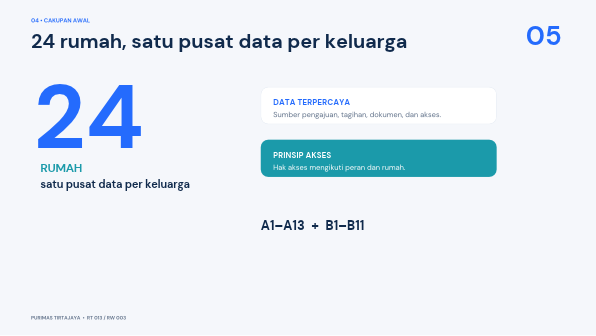 04 • CAKUPAN AWAL
24 rumah, satu pusat data per keluarga
05
24
RUMAH
satu pusat data per keluarga
DATA TERPERCAYA
Sumber pengajuan, tagihan, dokumen, dan akses.
PRINSIP AKSES
Hak akses mengikuti peran dan rumah.
A1–A13 + B1–B11
PURIMAS TIRTAJAYA • RT 013 / RW 003